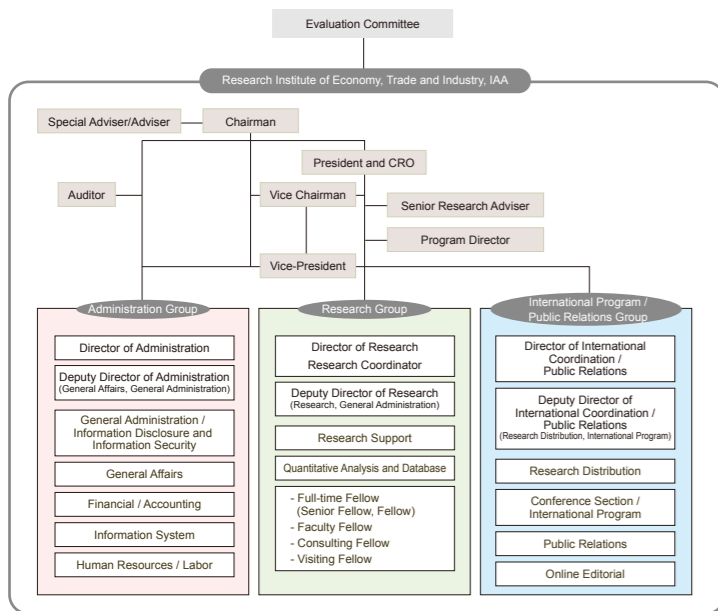 Evaluation Committee
Research Institute of Economy, Trade and Industry, IAA
Special Adviser/Adviser
Chairman
President and CRO
Auditor
Vice Chairman
Senior Research Adviser
Program Director
Vice-President
Administration Group
Director of Administration
Deputy Director of Administration
(General Affairs, General Administration)
General Administration /
Information Disclosure and
Information Security
General Affairs
Financial / Accounting
Information System
Human Resources / Labor
Research Group
Director of Research
Research Coordinator
Deputy Director of Research
(Research, General Administration)
Research Support
Quantitative Analysis and Database
- Full-time Fellow
(Senior Fellow, Fellow)
- Faculty Fellow
- Consulting Fellow
- Visiting Fellow
International Program /
Public Relations Group
Director of International
Coordination /
Public Relations
Deputy Director of
International Coordination /
Public Relations
(Research Distribution, International Program)
Research Distribution
Conference Section /
International Program
Public Relations
Online Editorial